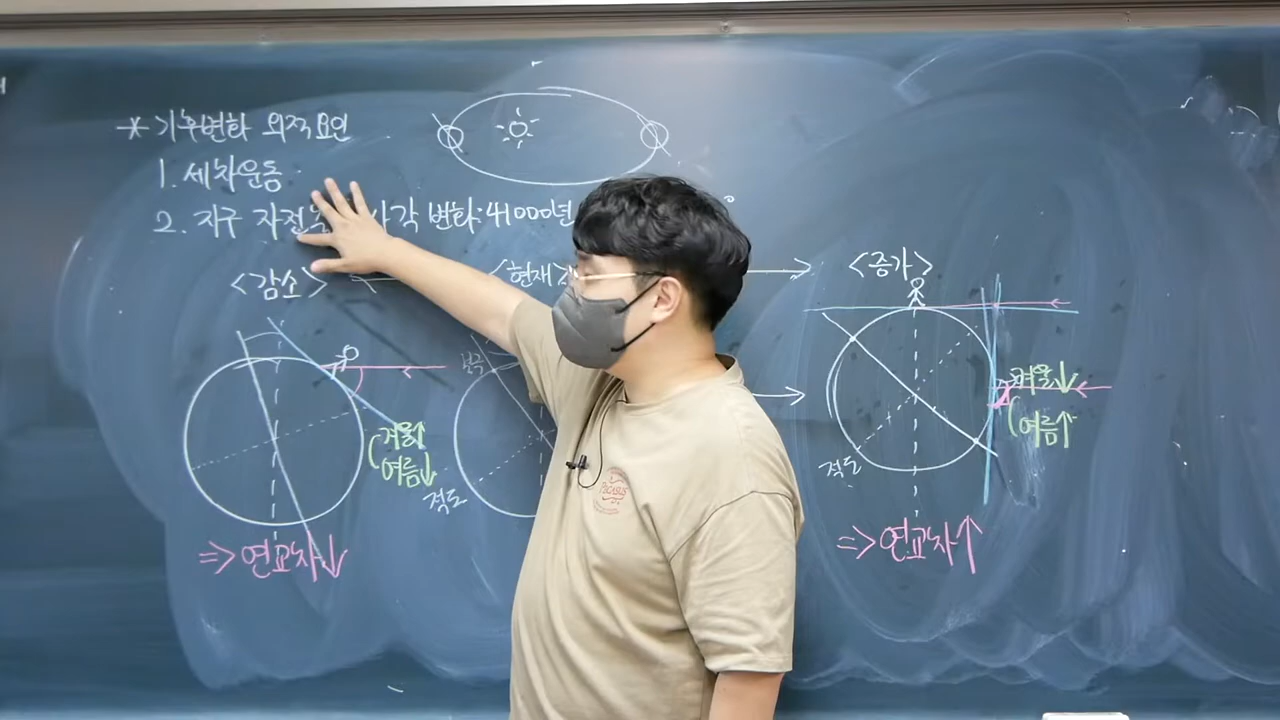 * 기후변화 외적요인
1. 세차운동
2. 지구 자전 사각 변화: 41000년
<감소>
<현재>
<증가>
겨울↑
여름↓
적도
겨울↓
여름↑
적도
=> 연교차↓
=> 연교차↑
PEGASUS